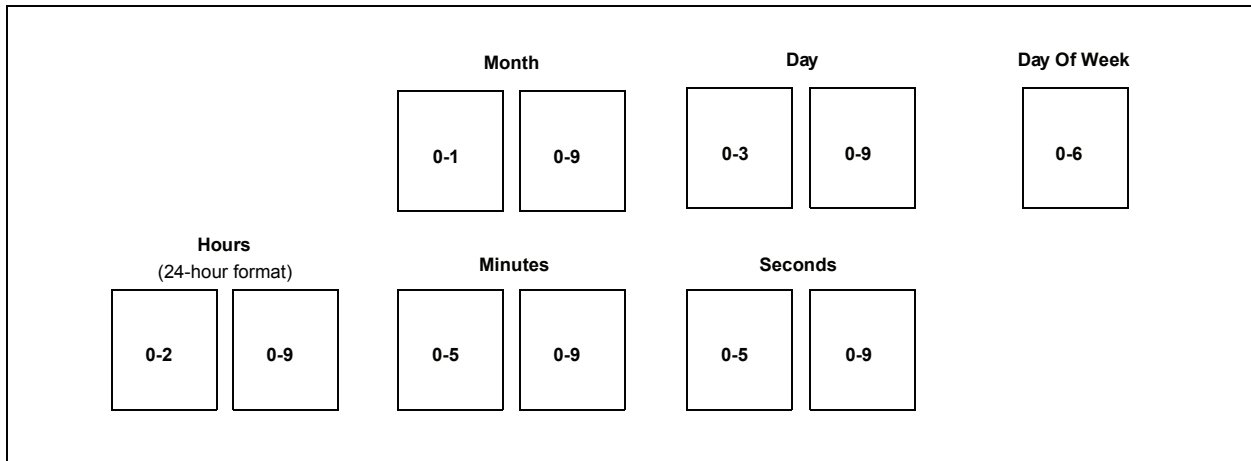 Month Day Day Of Week
0-1 0-9 0-3 0-9 0-6
Hours
(24-hour format)
Minutes Seconds
0-2 0-9 0-5 0-9 0-5 0-9